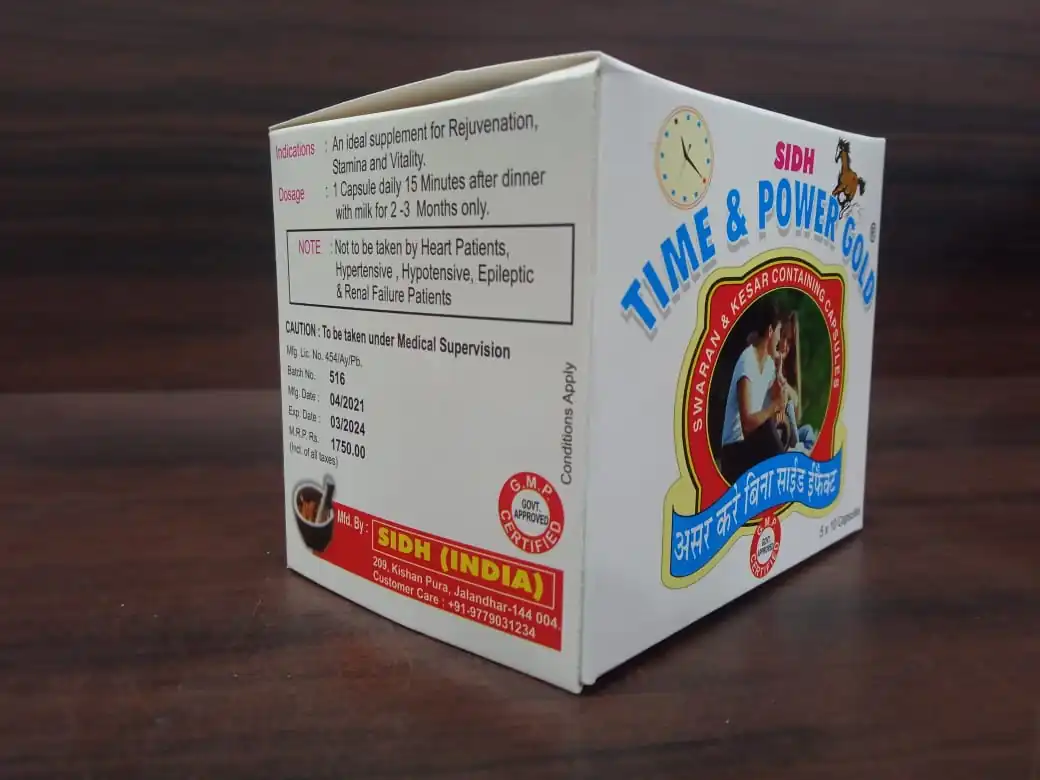 Indications : An ideal supplement for Rejuvenation,
Stamina and Vitality.
Dosage : 1 Capsule daily 15 Minutes after dinner
with milk for 2 -3 Months only.
NOTE : Not to be taken by Heart Patients,
Hypertensive , Hypotensive, Epileptic
& Renal Failure Patients
CAUTION : To be taken under Medical Supervision
Mfg. Lic. No. 454/Ay/Pb.
Batch No. 516
Mfg. Date : 04/2021
Exp. Date : 03/2024
M.R.P. Rs. 1750.00
(Incl. of all taxes)
Conditions Apply
G.M.P.
GOVT.
APPROVED
CERTIFIED
Mfd. By : SIDH (INDIA)
209, Kishan Pura, Jalandhar-144 004.
Customer Care : +91-9779031234
SIDH
TIME & POWER GOLD ®
SWARAN & KESAR CONTAINING CAPSULES
असर करे बिना साईड ईफैक्ट
G.M.P.
GOVT.
APPROVED
CERTIFIED
5 x 10 Capsules